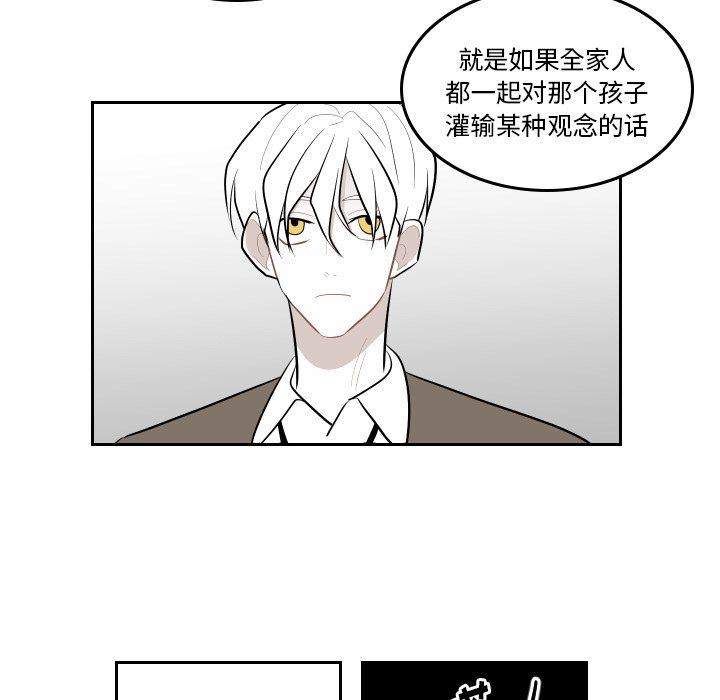 就是如果全家人
都一起对那个孩子
灌输某种观念的话